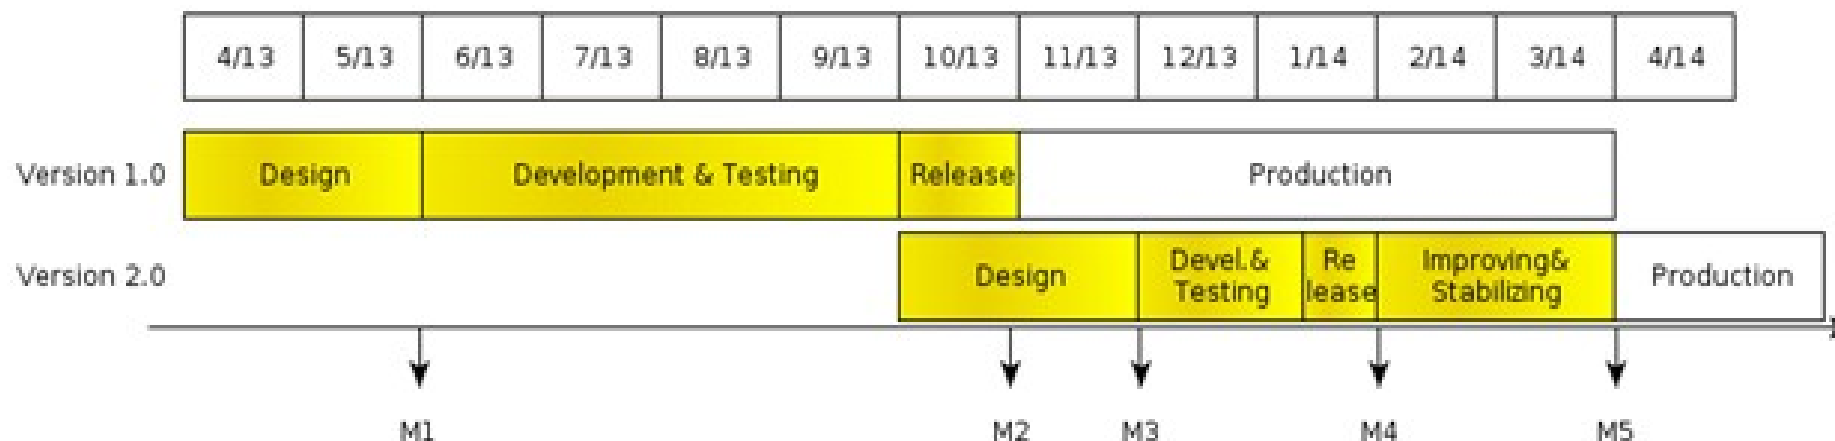 4/13 5/13 6/13 7/13 8/13 9/13 10/13 11/13 12/13 1/14 2/14 3/14 4/14
Version 1.0 Design Development & Testing Release Production
Version 2.0 Design
Devel.&
Testing
Re
lease
Improving&
Stabilizing
Production
M1 M2 M3 M4 M5